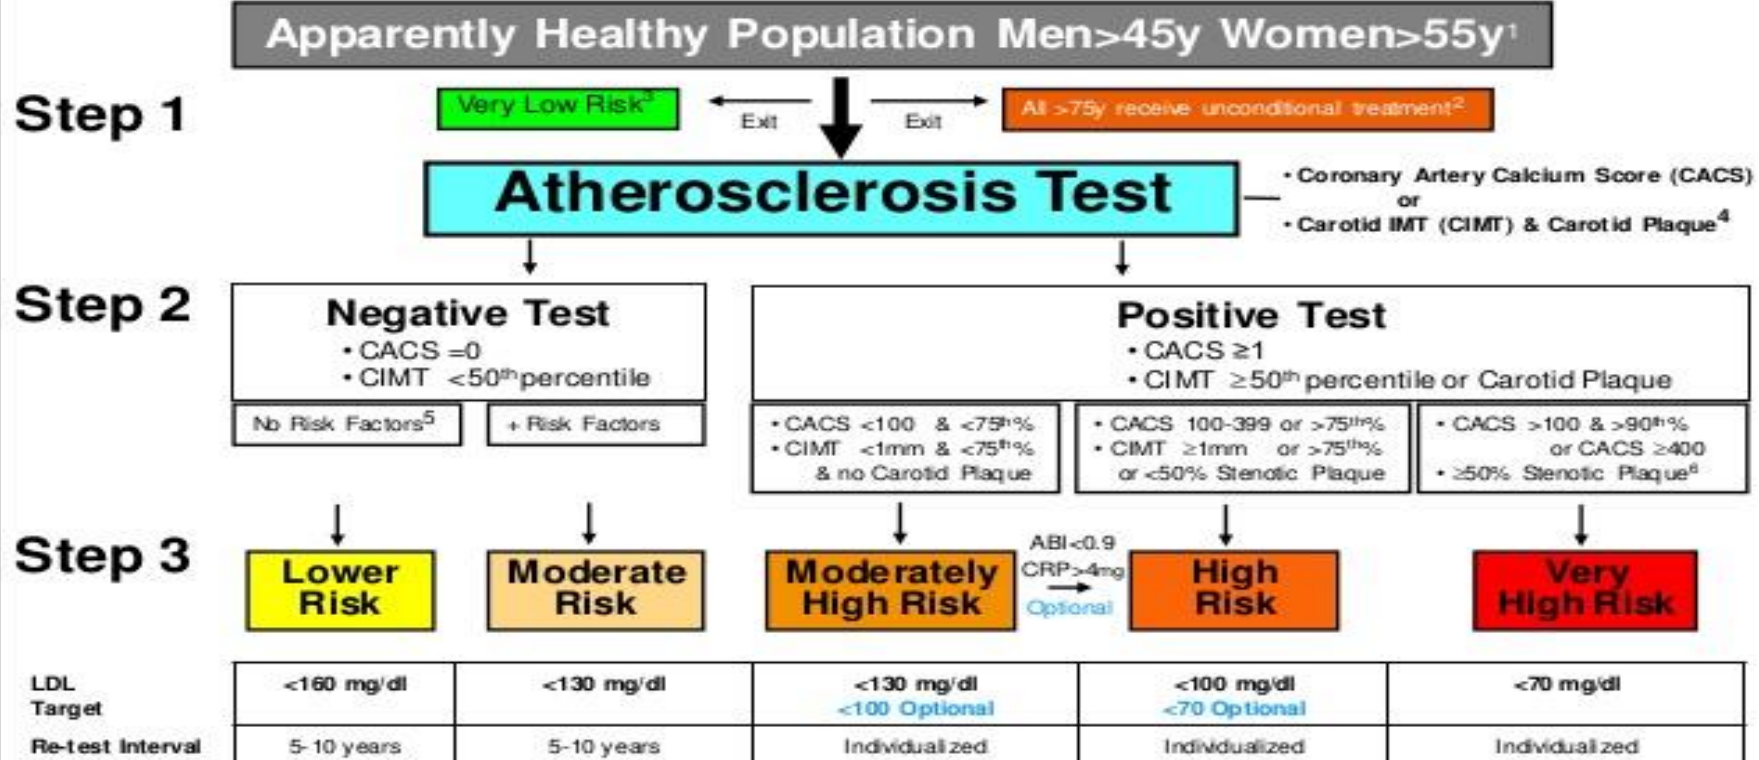 Apparently Healthy Population Men>45y Women>55y¹
Step 1
Very Low Risk³
Exit
Exit
All >75y receive unconditional treatment²
Atherosclerosis Test
• Coronary Artery Calcium Score (CACS)
or
• Carotid IMT (CIMT) & Carotid Plaque⁴
Step 2
Negative Test
• CACS =0
• CIMT <50th percentile
Positive Test
• CACS ≥1
• CIMT ≥50th percentile or Carotid Plaque
No Risk Factors⁵
+ Risk Factors
• CACS <100 & <75th%
• CIMT <1mm & <75th%
& no Carotid Plaque
• CACS 100-399 or >75th%
• CIMT ≥1mm or >75th%
or <50% Stenotic Plaque
• CACS >100 & >90th%
or CACS ≥400
• ≥50% Stenotic Plaque⁶
Step 3
Lower
Risk
Moderate
Risk
Moderately
High Risk
ABI<0.9
CRP>4mg
Optional
High
Risk
Very
High Risk
LDL
Target
<160 mg/dl
<130 mg/dl
<130 mg/dl
<100 Optional
<100 mg/dl
<70 Optional
<70 mg/dl
Re-test Interval
5-10 years
5-10 years
Individualized
Individualized
Individualized